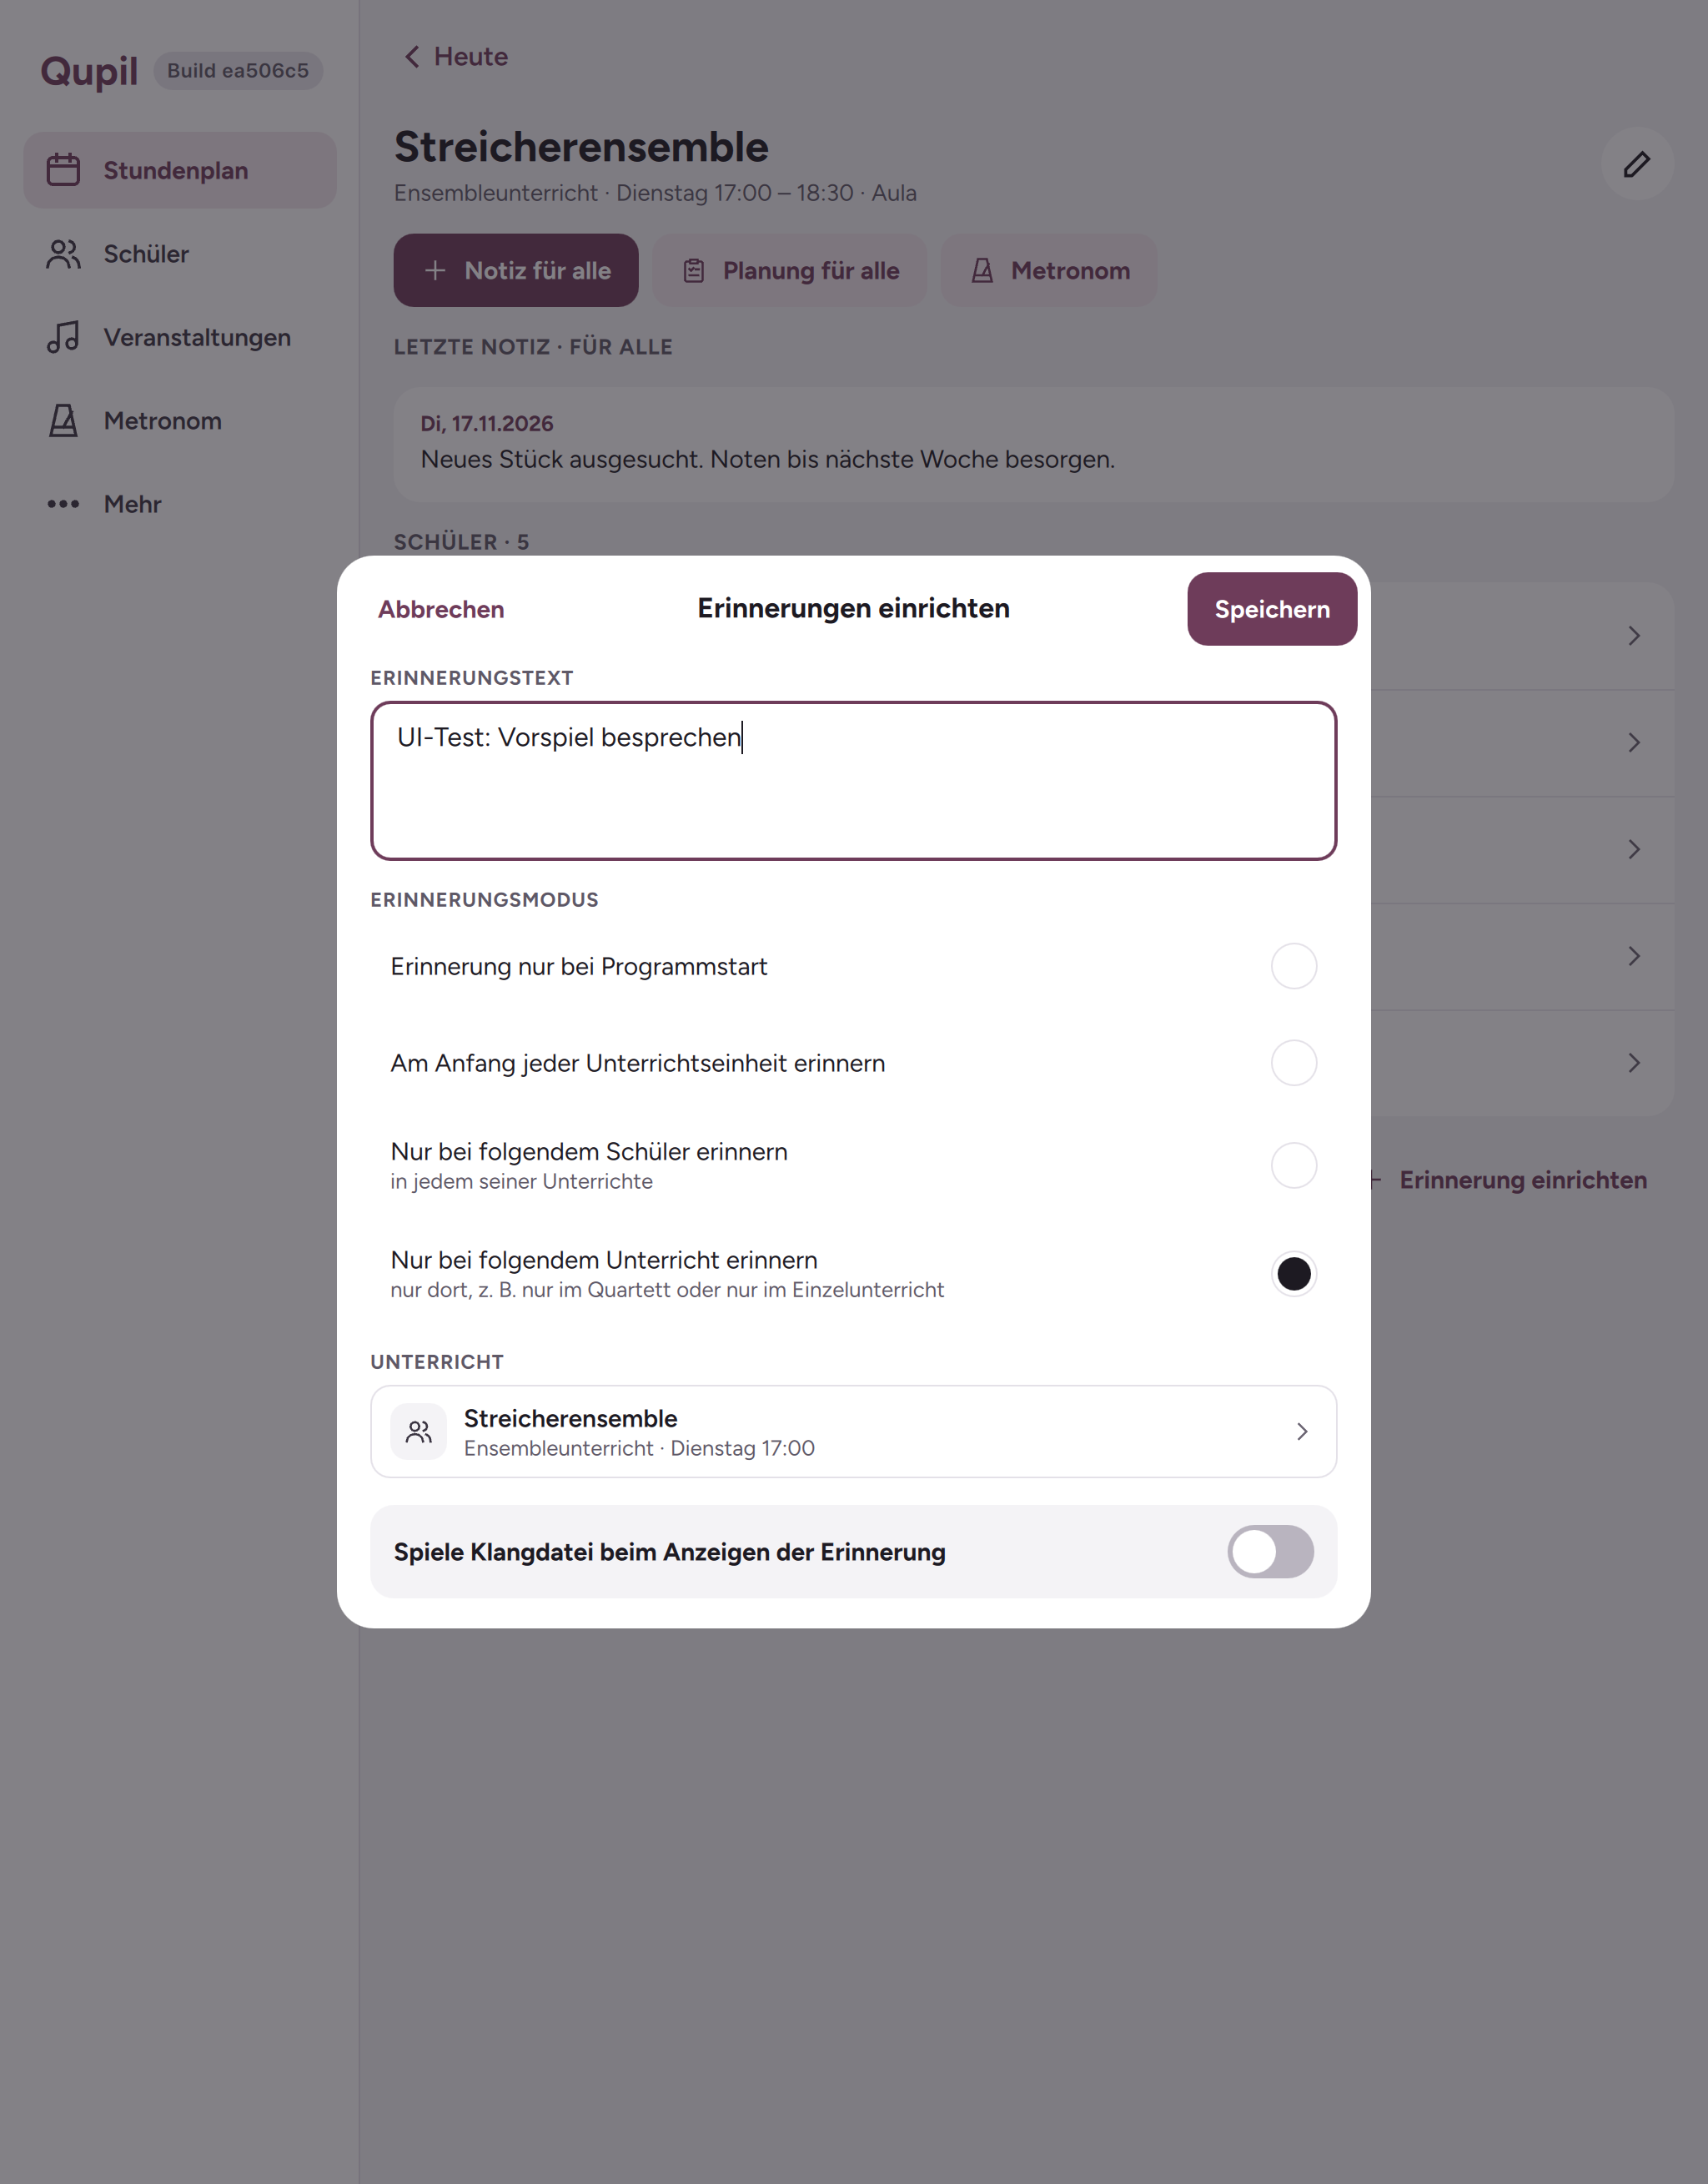 Qupil
Build ea506c5
Stundenplan
Schüler
Veranstaltungen
Metronom
Mehr
Heute
Streicherensemble
Ensembleunterricht · Dienstag 17:00 – 18:30 · Aula
Notiz für alle
Planung für alle
Metronom
LETZTE NOTIZ · FÜR ALLE
Di, 17.11.2026
Neues Stück ausgesucht. Noten bis nächste Woche besorgen.
SCHÜLER · 5
Abbrechen
Erinnerungen einrichten
Speichern
ERINNERUNGSTEXT
UI-Test: Vorspiel besprechen
ERINNERUNGSMODUS
Erinnerung nur bei Programmstart
Am Anfang jeder Unterrichtseinheit erinnern
Nur bei folgendem Schüler erinnern
in jedem seiner Unterrichte
Erinnerung einrichten
Nur bei folgendem Unterricht erinnern
nur dort, z. B. nur im Quartett oder nur im Einzelunterricht
UNTERRICHT
Streicherensemble
Ensembleunterricht · Dienstag 17:00
Spiele Klangdatei beim Anzeigen der Erinnerung